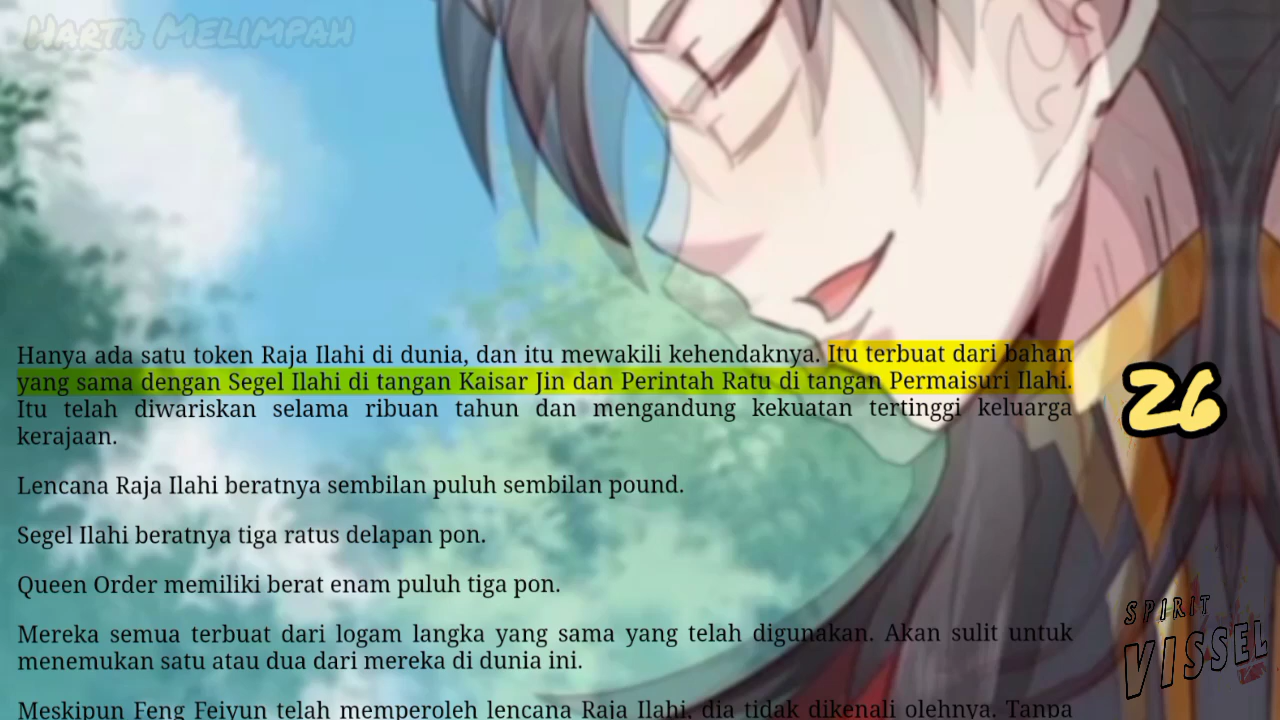 Harta Melimpah
Hanya ada satu token Raja Ilahi di dunia, dan itu mewakili kehendaknya. Itu terbuat dari bahan
yang sama dengan Segel Ilahi di tangan Kaisar Jin dan Perintah Ratu di tangan Permaisuri Ilahi.
Itu telah diwariskan selama ribuan tahun dan mengandung kekuatan tertinggi keluarga
kerajaan.
26
Lencana Raja Ilahi beratnya sembilan puluh sembilan pound.
Segel Ilahi beratnya tiga ratus delapan pon.
Queen Order memiliki berat enam puluh tiga pon.
Mereka semua terbuat dari logam langka yang sama yang telah digunakan. Akan sulit untuk
menemukan satu atau dua dari mereka di dunia ini.
SPIRIT
VISSEL
Meskipun Feng Feiyun telah memperoleh lencana Raja Ilahi, dia tidak dikenali olehnya. Tanpa